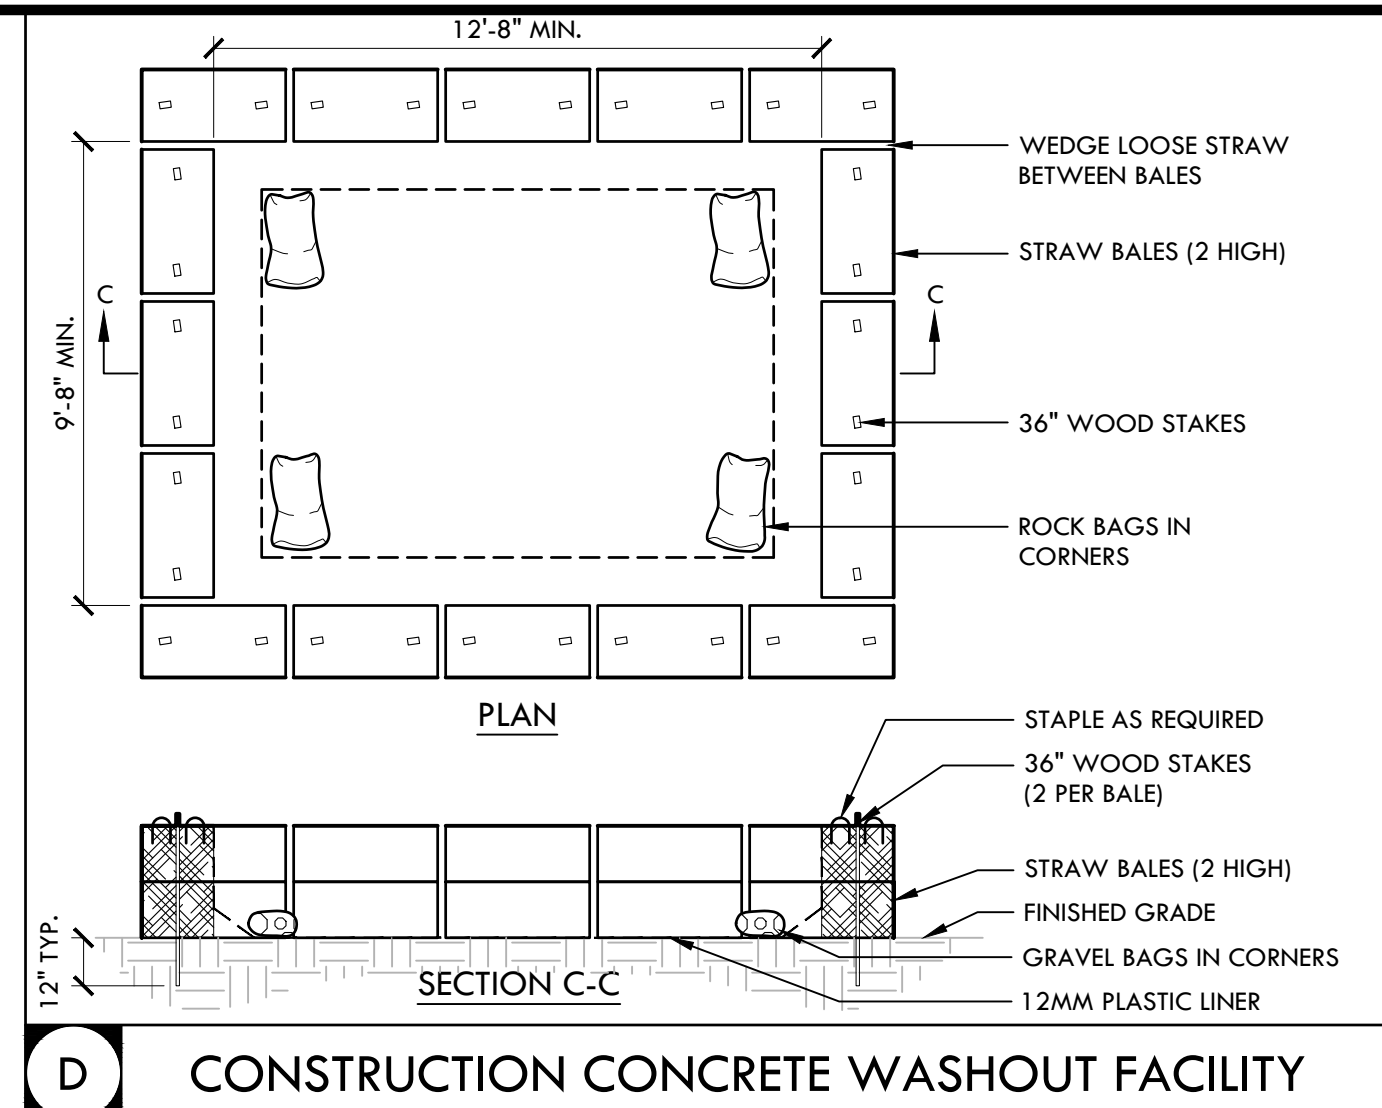 12'-8" MIN.
WEDGE LOOSE STRAW
BETWEEN BALES
STRAW BALES (2 HIGH)
C
C
9'-8" MIN.
36" WOOD STAKES
ROCK BAGS IN
CORNERS
PLAN
STAPLE AS REQUIRED
36" WOOD STAKES
(2 PER BALE)
STRAW BALES (2 HIGH)
FINISHED GRADE
12" TYP.
GRAVEL BAGS IN CORNERS
SECTION C-C
12MM PLASTIC LINER
D
CONSTRUCTION CONCRETE WASHOUT FACILITY